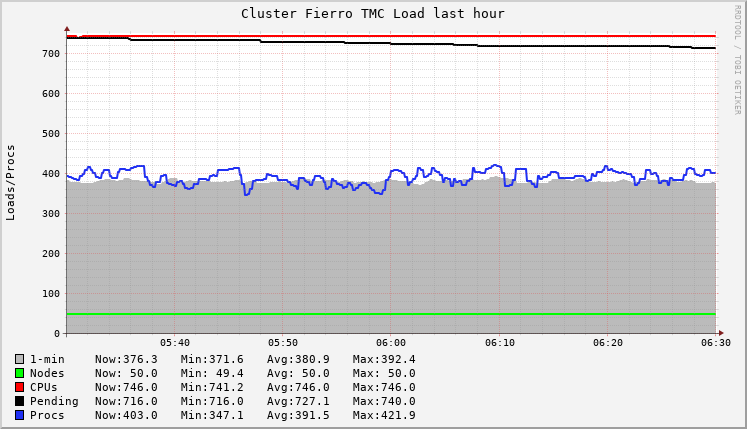 Cluster Fierro TMC Load last hour
RRDTOOL / TOBI OETIKER
Loads/Procs
700
600
500
400
300
200
100
0
05:40 05:50 06:00 06:10 06:20 06:30
1-min Now:376.3 Min:371.6 Avg:380.9 Max:392.4
Nodes Now: 50.0 Min: 49.4 Avg: 50.0 Max: 50.0
CPUs Now:746.0 Min:741.2 Avg:746.0 Max:746.0
Pending Now:716.0 Min:716.0 Avg:727.1 Max:740.0
Procs Now:403.0 Min:347.1 Avg:391.5 Max:421.9